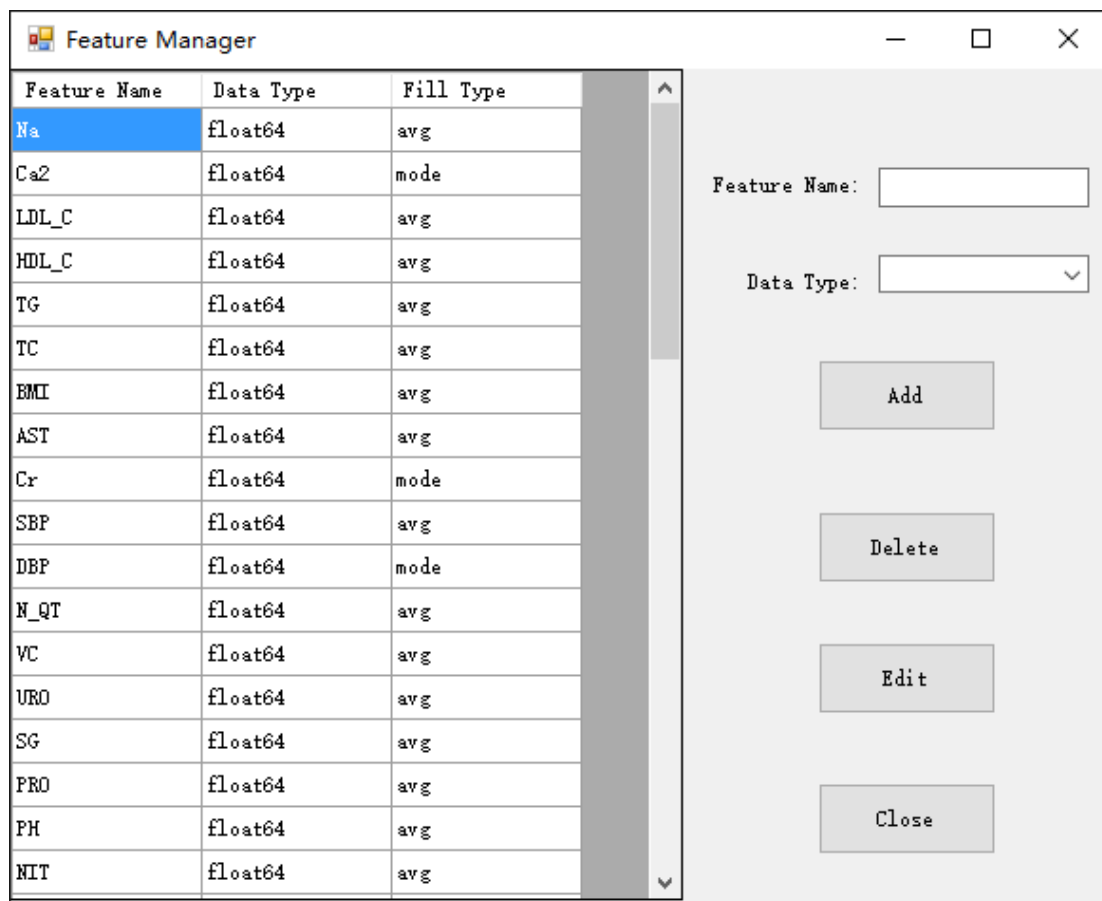 Feature Manager
Feature Name Data Type Fill Type
Na float64 avg
Ca2 float64 mode
LDL_C float64 avg
HDL_C float64 avg
TG float64 avg
TC float64 avg
BMI float64 avg
AST float64 avg
Cr float64 mode
SBP float64 avg
DBP float64 mode
N_QT float64 avg
VC float64 avg
URO float64 avg
SG float64 avg
PRO float64 avg
PH float64 avg
NIT float64 avg
Feature Name:
Data Type:
Add
Delete
Edit
Close